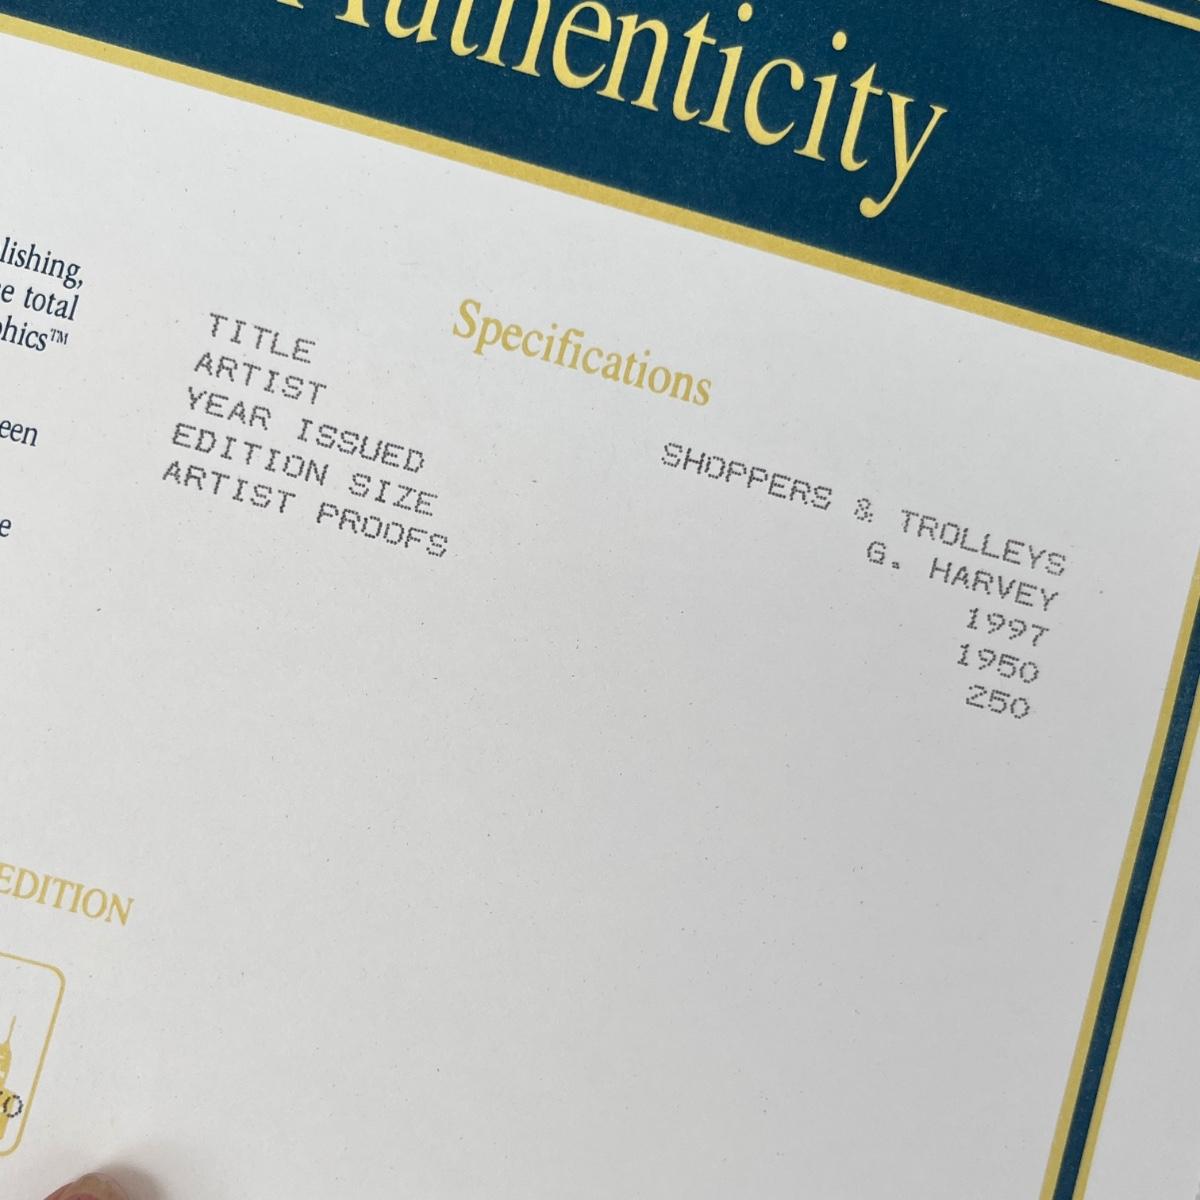 Authenticity
lishing,
e total
hics™
een
e
Specifications
TITLE SHOPPERS & TROLLEYS
ARTIST G. HARVEY
YEAR ISSUED 1997
EDITION SIZE 1950
ARTIST PROOFS 250
EDITION